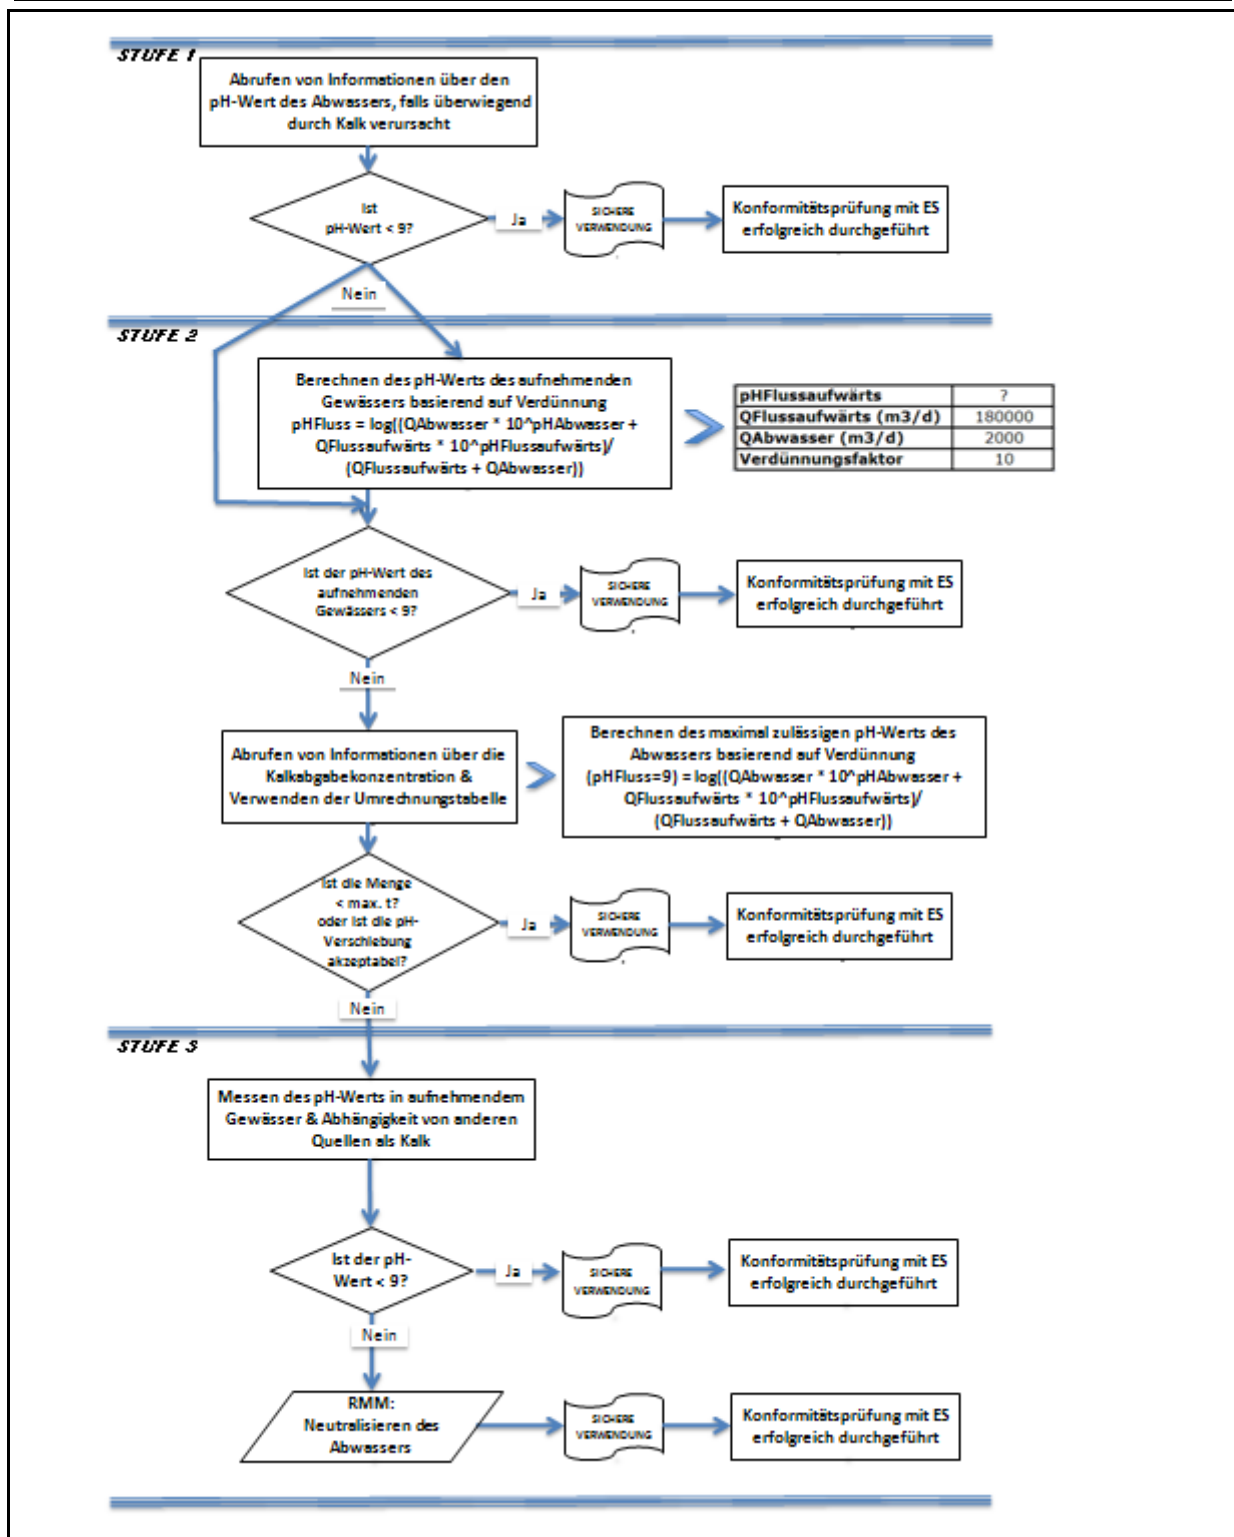 STUFE 1
Abrufen von Informationen über den
pH-Wert des Abwassers, falls überwiegend
durch Kalk verursacht
Ist
pH-Wert < 9?
Ja
SICHERE
VERWENDUNG
Konformitätsprüfung mit ES
erfolgreich durchgeführt
Nein
STUFE 2
Berechnen des pH-Werts des aufnehmenden
Gewässers basierend auf Verdünnung
pHFluss = log((QAbwasser * 10^pHAbwasser +
QFlussaufwärts * 10^pHFlussaufwärts)/
(QFlussaufwärts + QAbwasser))
pHFlussaufwärts ?
QFlussaufwärts (m3/d) 180000
QAbwasser (m3/d) 2000
Verdünnungsfaktor 10
Ist der pH-Wert des
aufnehmenden
Gewässers < 9?
Ja
SICHERE
VERWENDUNG
Konformitätsprüfung mit ES
erfolgreich durchgeführt
Nein
Abrufen von Informationen über die
Kalkabgabekonzentration &
Verwenden der Umrechnungstabelle
Berechnen des maximal zulässigen pH-Werts des
Abwassers basierend auf Verdünnung
(pHFluss=9) = log((QAbwasser * 10^pHAbwasser +
QFlussaufwärts * 10^pHFlussaufwärts)/
(QFlussaufwärts + QAbwasser))
Ist die Menge
< max. t?
oder ist die pH-
Verschiebung
akzeptabel?
Ja
SICHERE
VERWENDUNG
Konformitätsprüfung mit ES
erfolgreich durchgeführt
Nein
STUFE 3
Messen des pH-Werts in aufnehmendem
Gewässer & Abhängigkeit von anderen
Quellen als Kalk
Ist der pH-
Wert < 9?
Ja
SICHERE
VERWENDUNG
Konformitätsprüfung mit ES
erfolgreich durchgeführt
Nein
RMM:
Neutralisieren des
Abwassers
SICHERE
VERWENDUNG
Konformitätsprüfung mit ES
erfolgreich durchgeführt